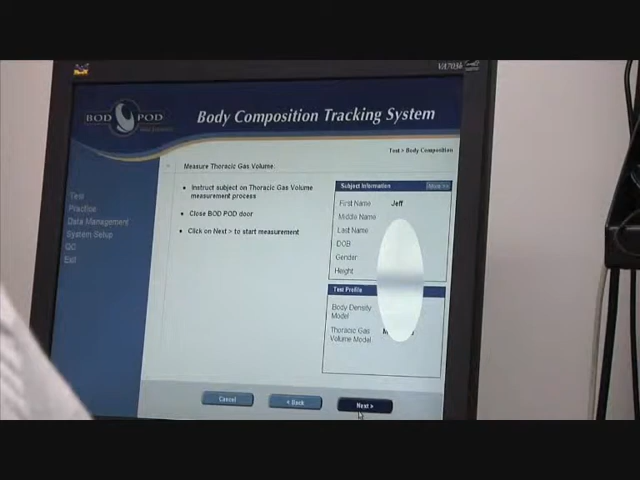 VA703b
BOD POD
Body Composition Tracking System
Test > Body Composition
Measure Thoracic Gas Volume.
Test
Practice
Data Management
System Setup
QC
Exit
Instruct subject on Thoracic Gas Volume
measurement process
Close BOD POD door
Click on Next > to start measurement
Subject Information
More >>
First Name Jeff
Middle Name
Last Name
DOB
Gender
Height
Test Profile
Body Density
Model
Thoracic Gas
Volume Model
Cancel
< Back
Next >